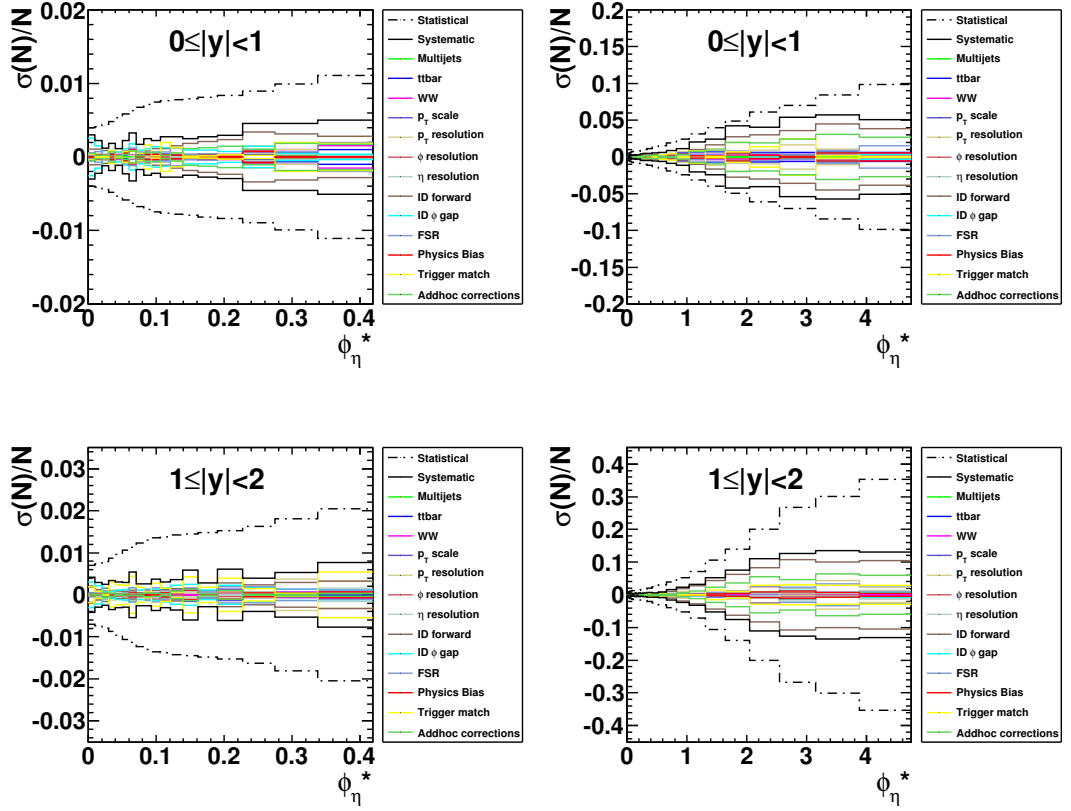 σ(N)/N
0.02
0.01
0
-0.01
-0.02
0≤|y|<1
0 0.1 0.2 0.3 0.4
ϕη*
Statistical
Systematic
Multijets
ttbar
WW
pT scale
pT resolution
ϕ resolution
η resolution
ID forward
ID ϕ gap
FSR
Physics Bias
Trigger match
Addhoc corrections
σ(N)/N
0.2
0.15
0.1
0.05
0
-0.05
-0.1
-0.15
-0.2
0≤|y|<1
0 1 2 3 4
ϕη*
Statistical
Systematic
Multijets
ttbar
WW
pT scale
pT resolution
ϕ resolution
η resolution
ID forward
ID ϕ gap
FSR
Physics Bias
Trigger match
Addhoc corrections
σ(N)/N
0.03
0.02
0.01
0
-0.01
-0.02
-0.03
1≤|y|<2
0 0.1 0.2 0.3 0.4
ϕη*
Statistical
Systematic
Multijets
ttbar
WW
pT scale
pT resolution
ϕ resolution
η resolution
ID forward
ID ϕ gap
FSR
Physics Bias
Trigger match
Addhoc corrections
σ(N)/N
0.4
0.3
0.2
0.1
0
-0.1
-0.2
-0.3
-0.4
1≤|y|<2
0 1 2 3 4
ϕη*
Statistical
Systematic
Multijets
ttbar
WW
pT scale
pT resolution
ϕ resolution
η resolution
ID forward
ID ϕ gap
FSR
Physics Bias
Trigger match
Addhoc corrections